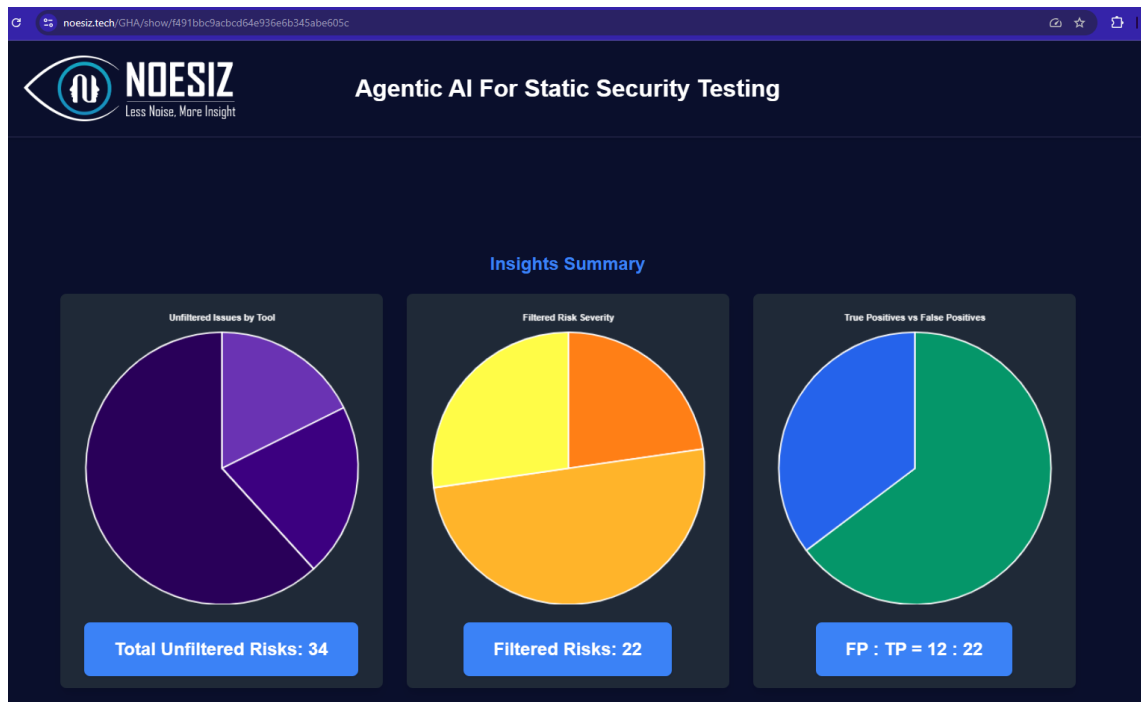 noesiz.tech/GHA/show/f491bbc9acbcd64e936e6b345abe605c
NOESIZ
Less Noise, More Insight
Agentic AI For Static Security Testing
Insights Summary
Unfiltered Issues by Tool
Filtered Risk Severity
True Positives vs False Positives
Total Unfiltered Risks: 34
Filtered Risks: 22
FP : TP = 12 : 22